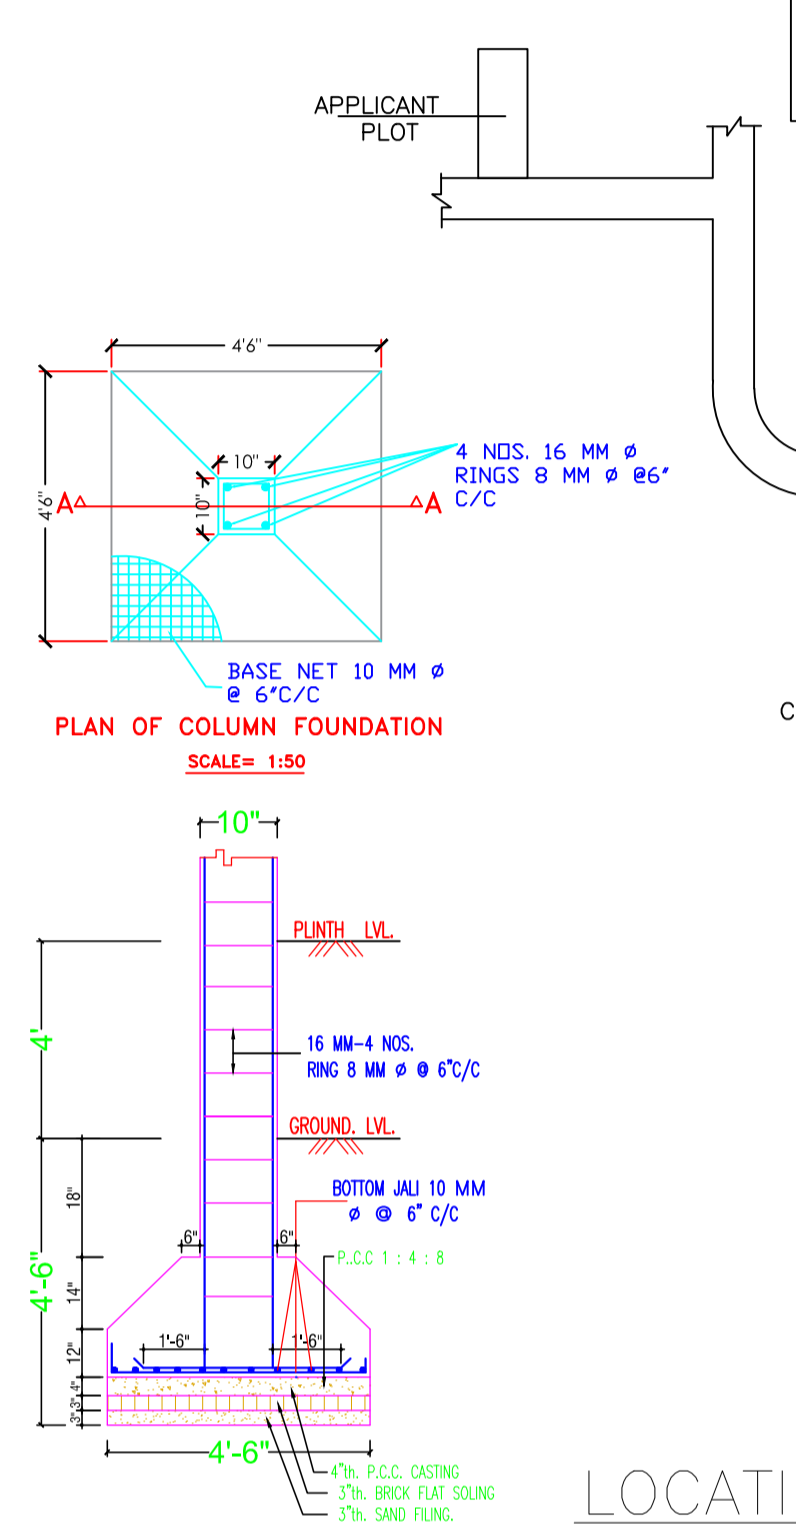 APPLICANT
PLOT
4'6"
10"
4 NOS. 16 MM Ø
RINGS 8 MM Ø @6"
C/C
4'6"
A
10"
A
BASE NET 10 MM Ø
@ 6"C/C
PLAN OF COLUMN FOUNDATION
SCALE= 1:50
C
10"
PLINTH LVL.
4'
16 MM-4 NOS.
RING 8 MM Ø @ 6"C/C
GROUND. LVL.
18"
BOTTOM JALI 10 MM
Ø @ 6" C/C
6"
6"
P..C.C 1 : 4 : 8
4'-6"
14"
12"
1'-6"
1'-6"
4"
3"
3"
4'-6"
4"th. P.C.C. CASTING
3"th. BRICK FLAT SOLING
3"th. SAND FILING.
LOCATI